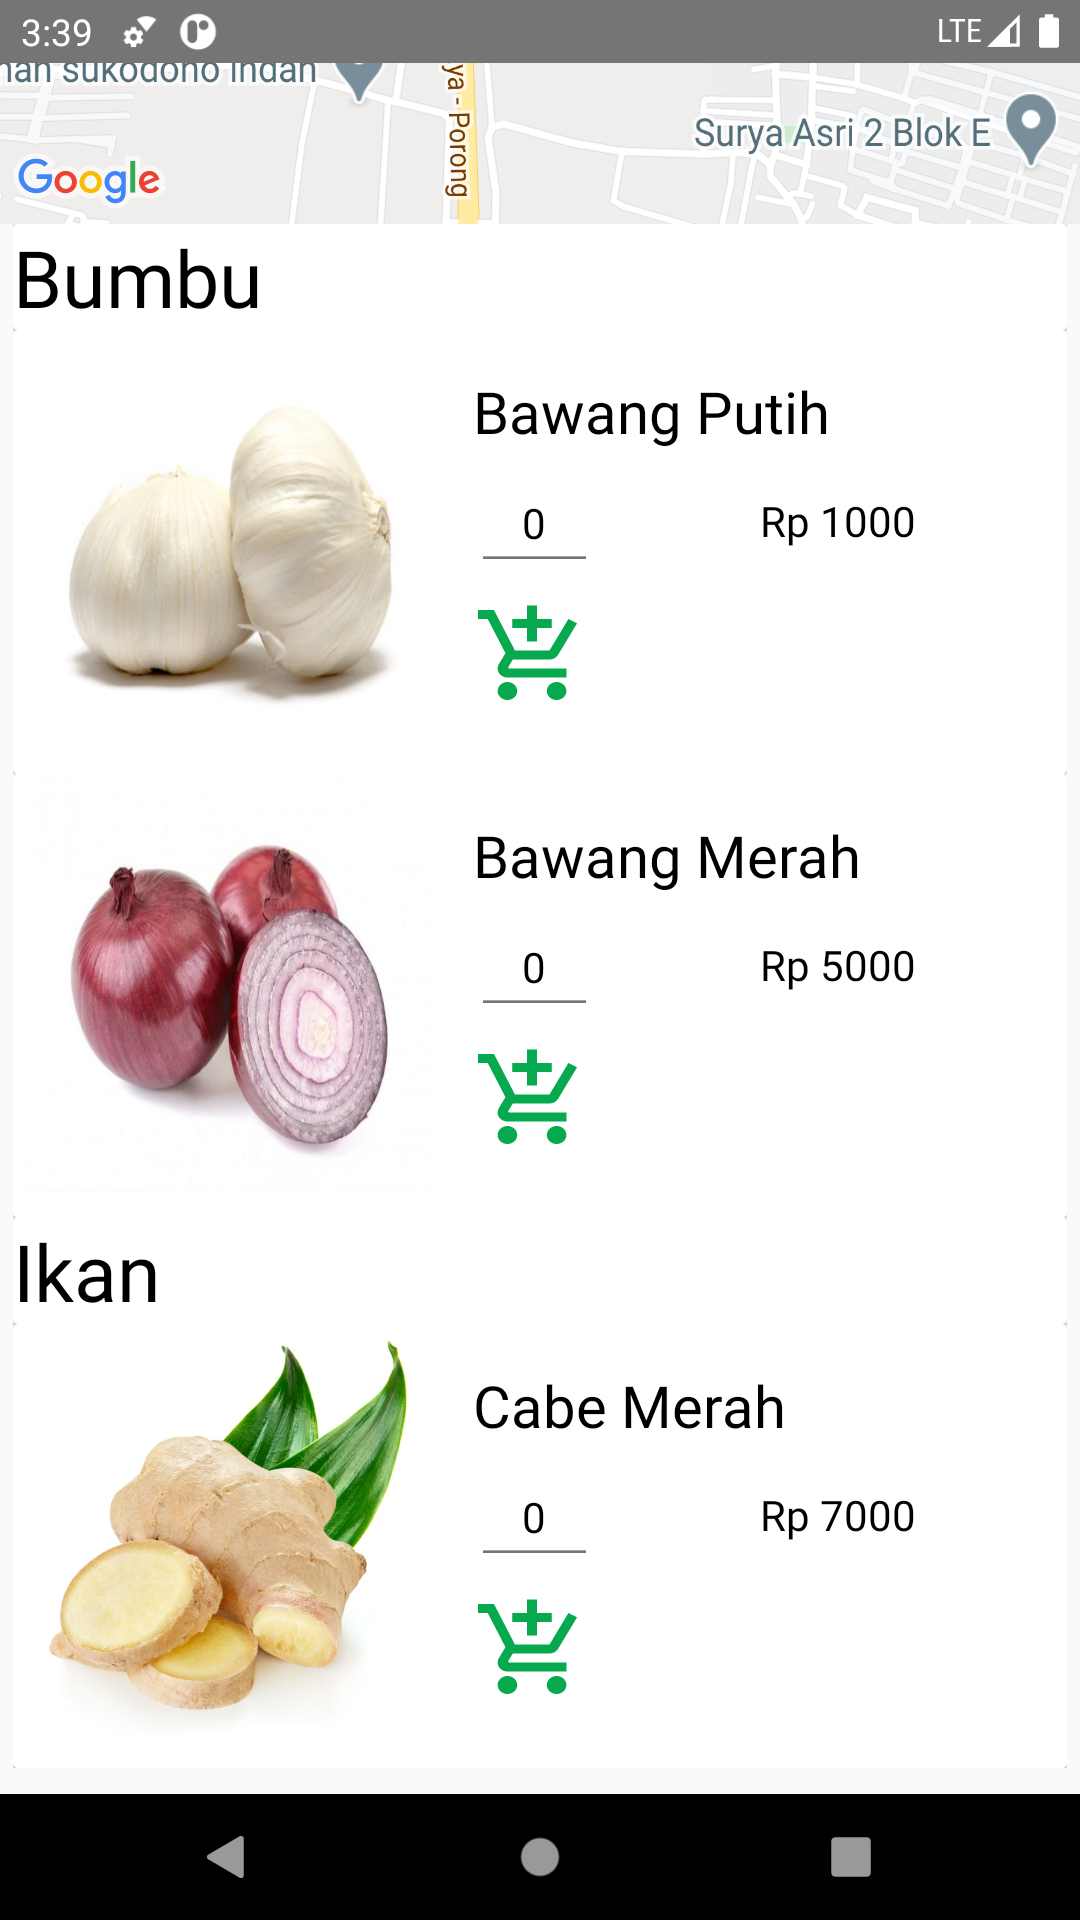 3:39
LTE
sukodono Indah
ya - Porong
Surya Asri 2 Blok E
Google
Bumbu
Bawang Putih
0
Rp 1000
Bawang Merah
0
Rp 5000
Ikan
Cabe Merah
0
Rp 7000